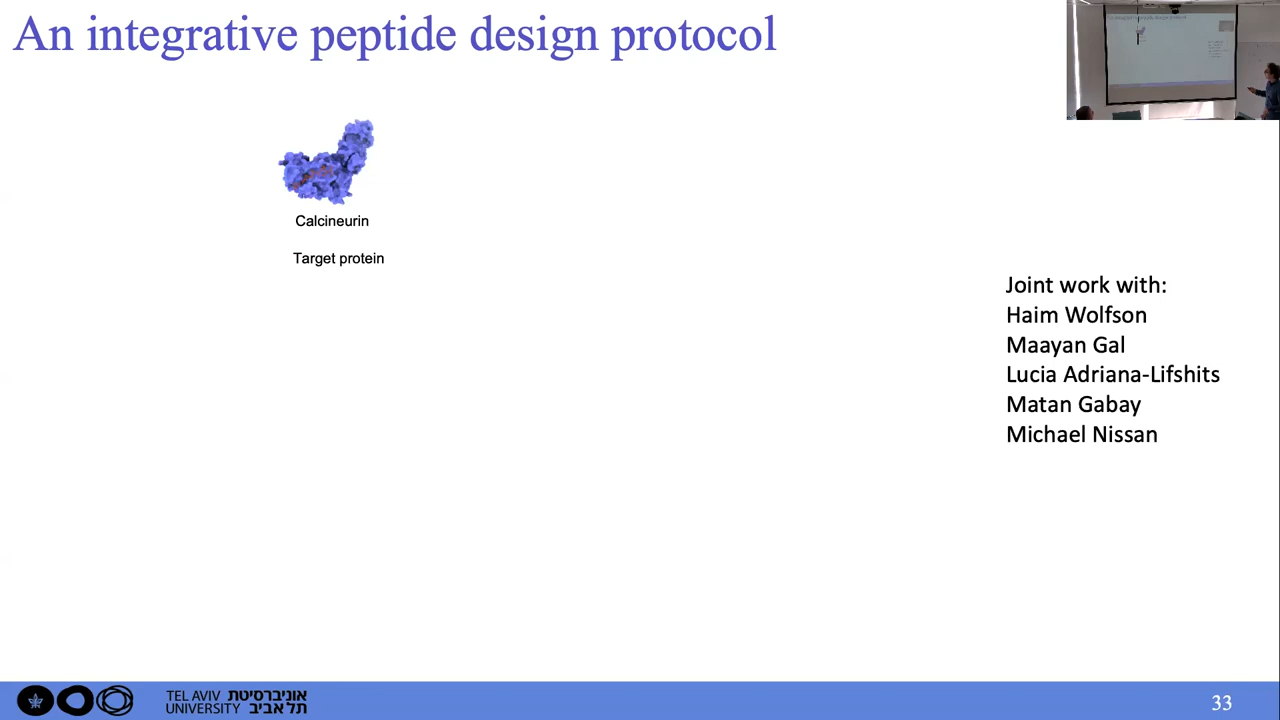 An integrative peptide design protocol
Calcineurin
Target protein
Joint work with:
Haim Wolfson
Maayan Gal
Lucia Adriana-Lifshits
Matan Gabay
Michael Nissan
TEL AVIV אוניברסיטת
UNIVERSITY תל אביב
33